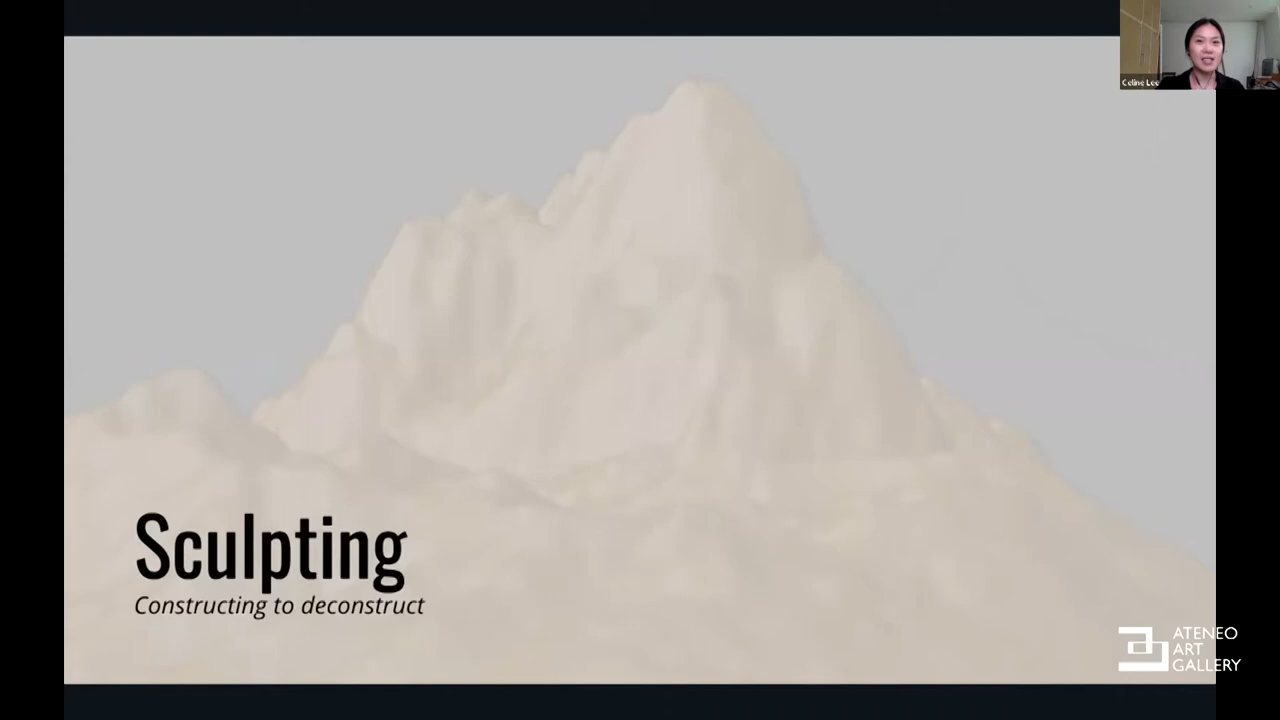 Celine Lee
Sculpting
Constructing to deconstruct
ATENEO
ART
GALLERY